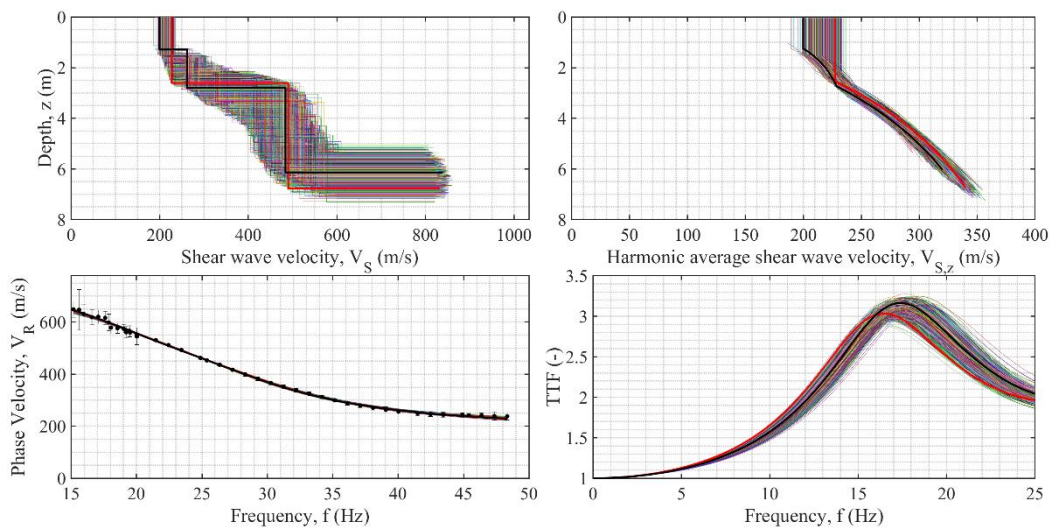 0
2
4
6
8
Depth, z (m)
0 200 400 600 800 1000
Shear wave velocity, V_S (m/s)
0
2
4
6
8
0 50 100 150 200 250 300 350 400
Harmonic average shear wave velocity, V_S,z (m/s)
600
400
200
0
Phase Velocity, V_R (m/s)
15 20 25 30 35 40 45 50
Frequency, f (Hz)
3.5
3
2.5
2
1.5
1
TTF (-)
0 5 10 15 20 25
Frequency, f (Hz)